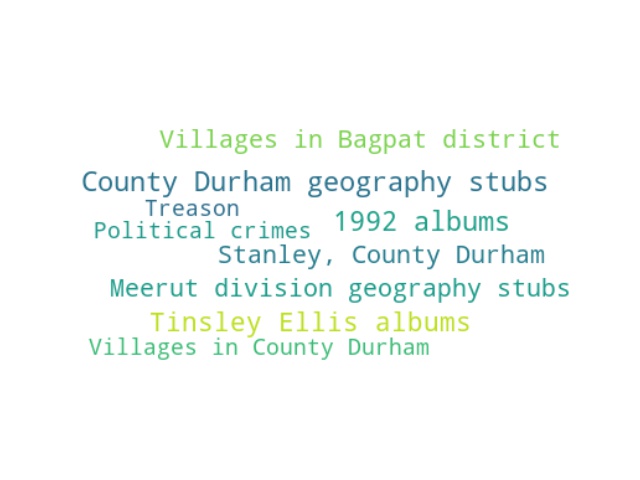 Villages in Bagpat district
County Durham geography stubs
Treason
1992 albums
Political crimes
Stanley, County Durham
Meerut division geography stubs
Tinsley Ellis albums
Villages in County Durham